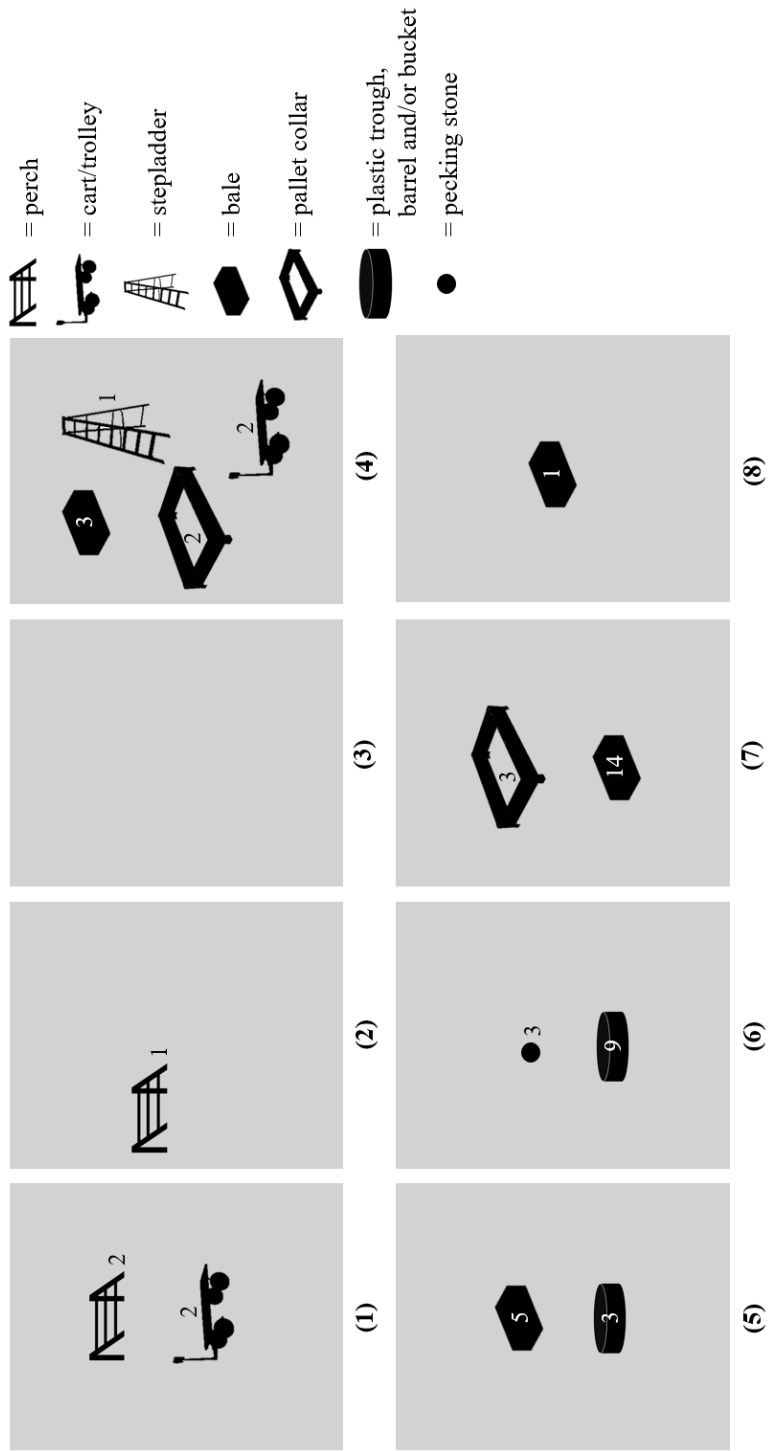 2
2
(1)
1
(2)
(3)
3
1
2
2
(4)
5
3
(5)
3
9
(6)
3
14
(7)
1
(8)
= perch
= cart/trolley
= stepladder
= bale
= pallet collar
= plastic trough,
barrel and/or bucket
= pecking stone